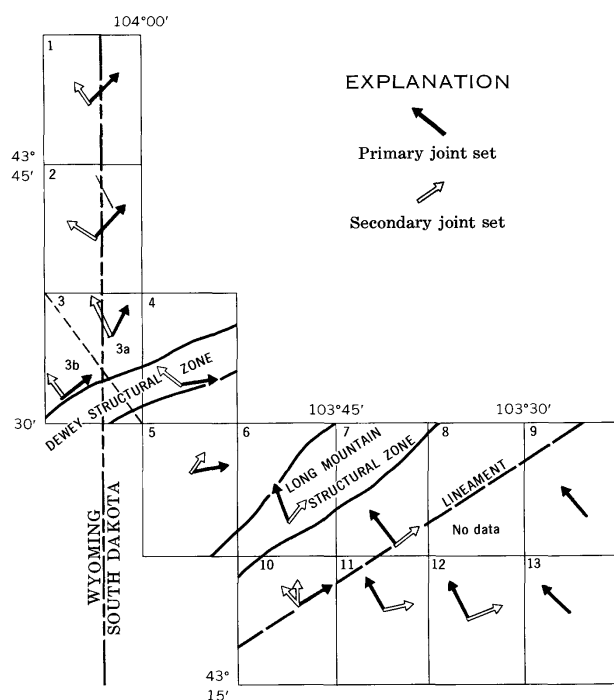 104°00'
1
EXPLANATION
Primary joint set
43°
45'
2
Secondary joint set
3
4
3a
3b
DEWEY STRUCTURAL ZONE
30'
103°45'
103°30'
5
6
7
8
9
LONG MOUNTAIN
STRUCTURAL ZONE
LINEAMENT
No data
WYOMING
SOUTH DAKOTA
10
11
12
13
43°
15'